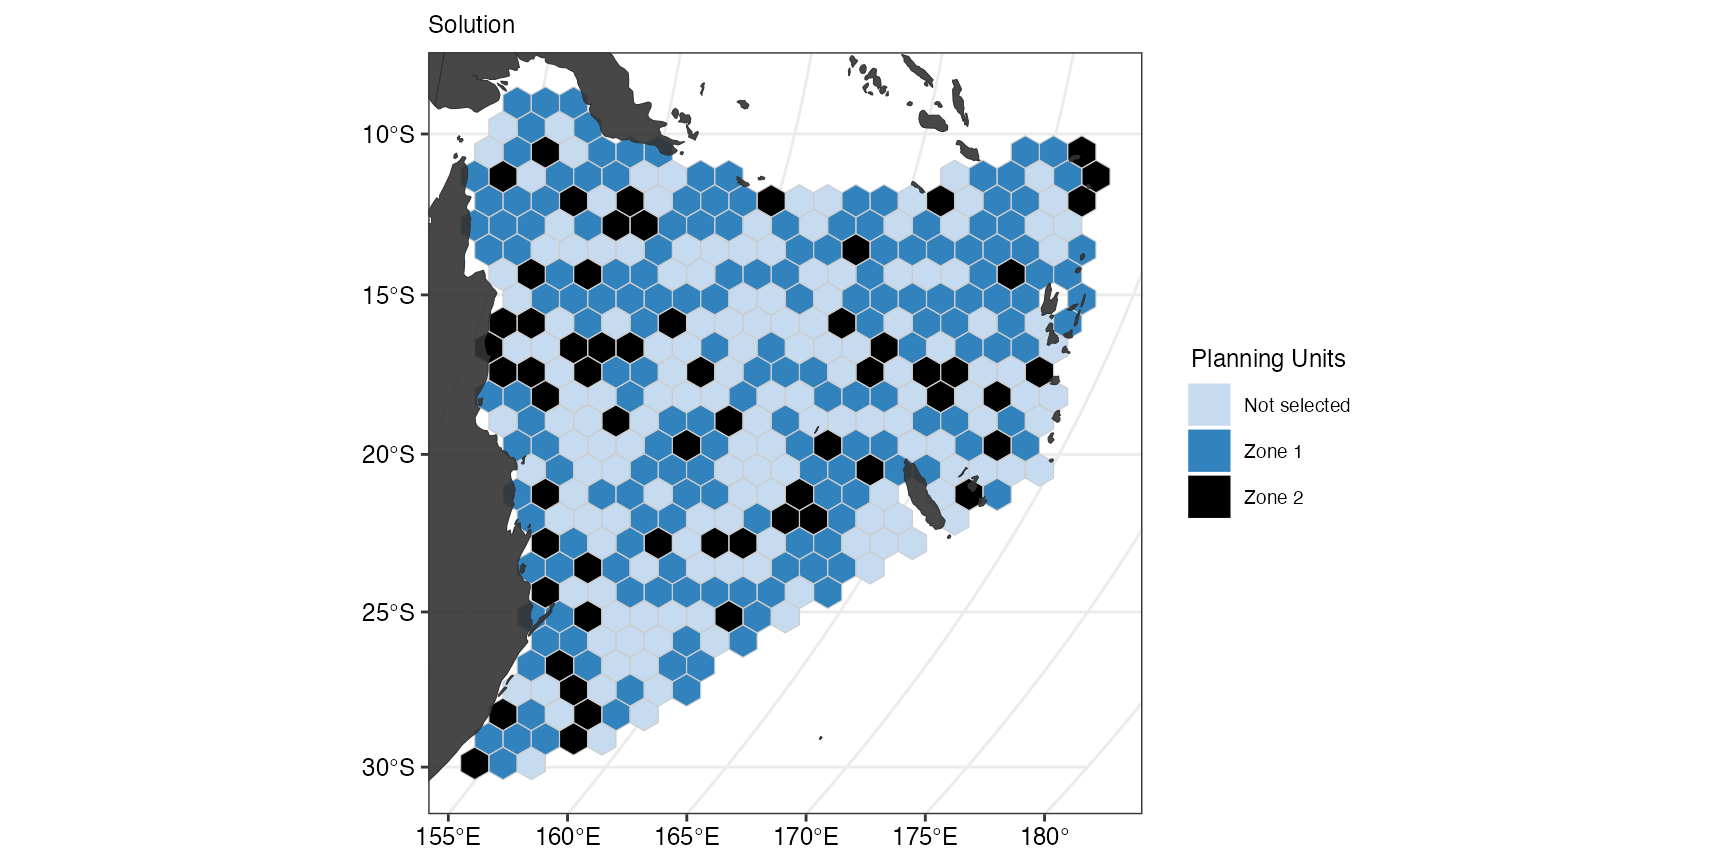 Solution
10°S
15°S
20°S
25°S
30°S
155°E 160°E 165°E 170°E 175°E 180°
Planning Units
Not selected
Zone 1
Zone 2